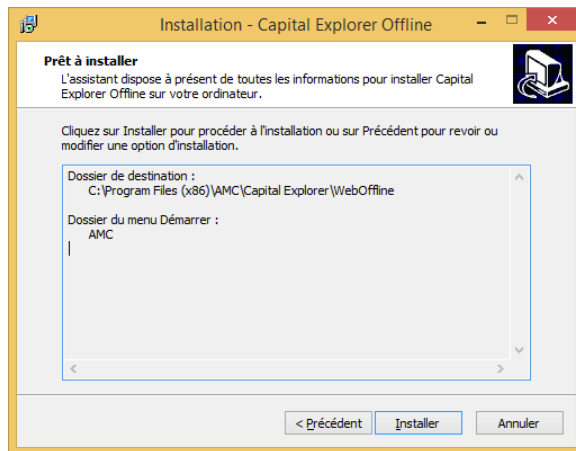 Installation - Capital Explorer Offline
Prêt à installer
L'assistant dispose à présent de toutes les informations pour installer Capital
Explorer Offline sur votre ordinateur.
Cliquez sur Installer pour procéder à l'installation ou sur Précédent pour revoir ou
modifier une option d'installation.
Dossier de destination :
C:\Program Files (x86)\AMC\Capital Explorer\WebOffline
Dossier du menu Démarrer :
AMC
< Précédent
Installer
Annuler